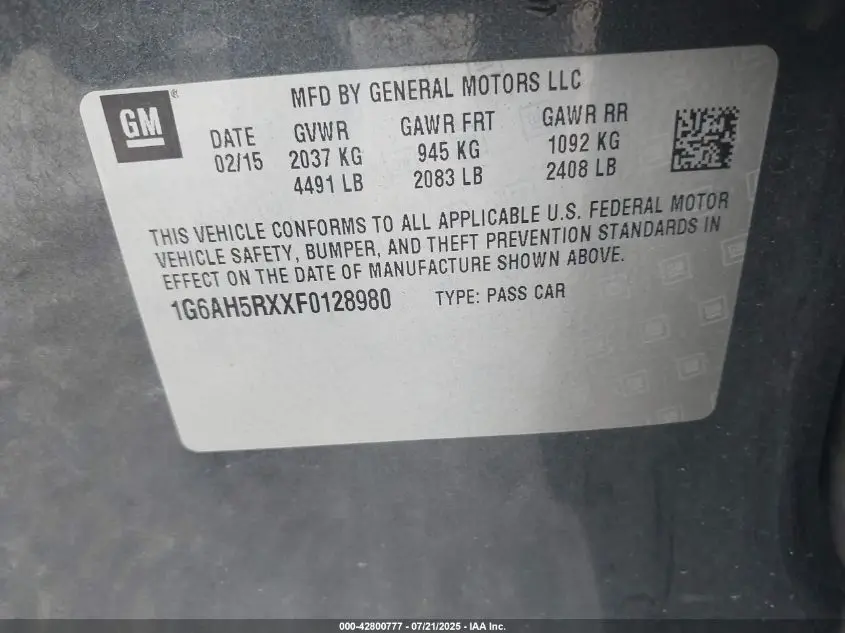 GM
MFD BY GENERAL MOTORS LLC
DATE GVWR GAWR FRT GAWR RR
02/15 2037 KG 945 KG 1092 KG
4491 LB 2083 LB 2408 LB
THIS VEHICLE CONFORMS TO ALL APPLICABLE U.S. FEDERAL MOTOR
VEHICLE SAFETY, BUMPER, AND THEFT PREVENTION STANDARDS IN
EFFECT ON THE DATE OF MANUFACTURE SHOWN ABOVE.
1G6AH5RXXF0128980 TYPE: PASS CAR
000-42800777 - 07/21/2025 - IAA Inc.